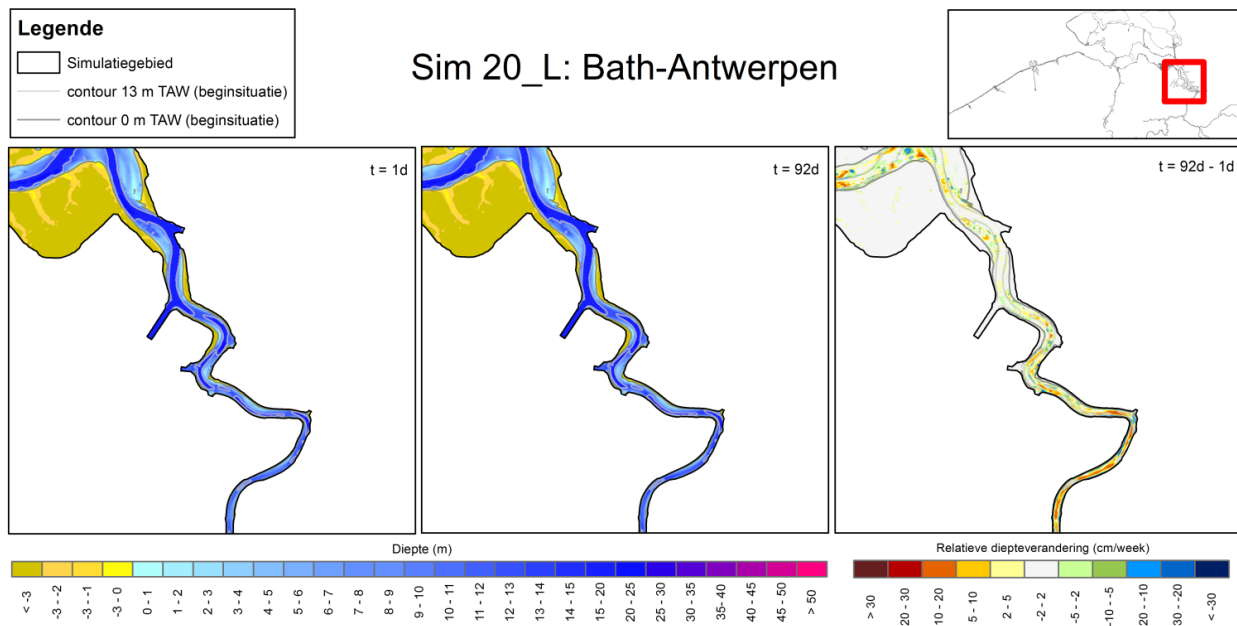 Legende
Simulatiegebied
contour 13 m TAW (beginsituatie)
contour 0 m TAW (beginsituatie)
Sim 20_L: Bath-Antwerpen
t = 1d
t = 92d
t = 92d - 1d
Diepte (m)
< -3
-3 - -2
-3 - -1
-3 - 0
0 - 1
1 - 2
2 - 3
3 - 4
4 - 5
5 - 6
6 - 7
7 - 8
8 - 9
9 - 10
10 - 11
11 - 12
12 - 13
13 - 14
14 - 15
15 - 20
20 - 25
25 - 30
30 - 35
35 - 40
40 - 45
45 - 50
> 50
Relatieve diepteverandering (cm/week)
> 30
20 - 30
10 - 20
5 - 10
2 - 5
-2 - 2
-5 - -2
-10 - -5
-20 - -10
-30 - -20
< -30